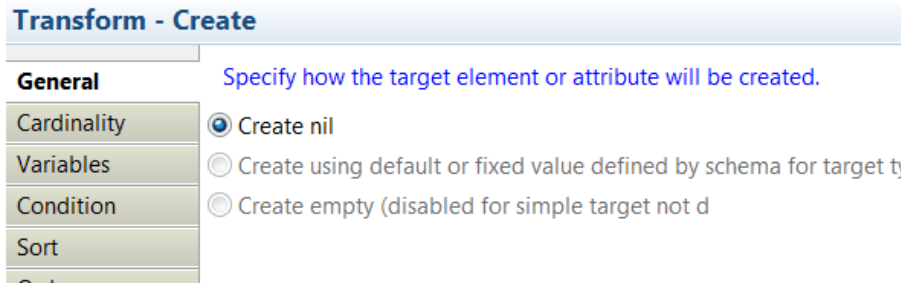 Transform - Create
General
Specify how the target element or attribute will be created.
Cardinality
Create nil
Variables
Create using default or fixed value defined by schema for target
Condition
Create empty (disabled for simple target not d
Sort